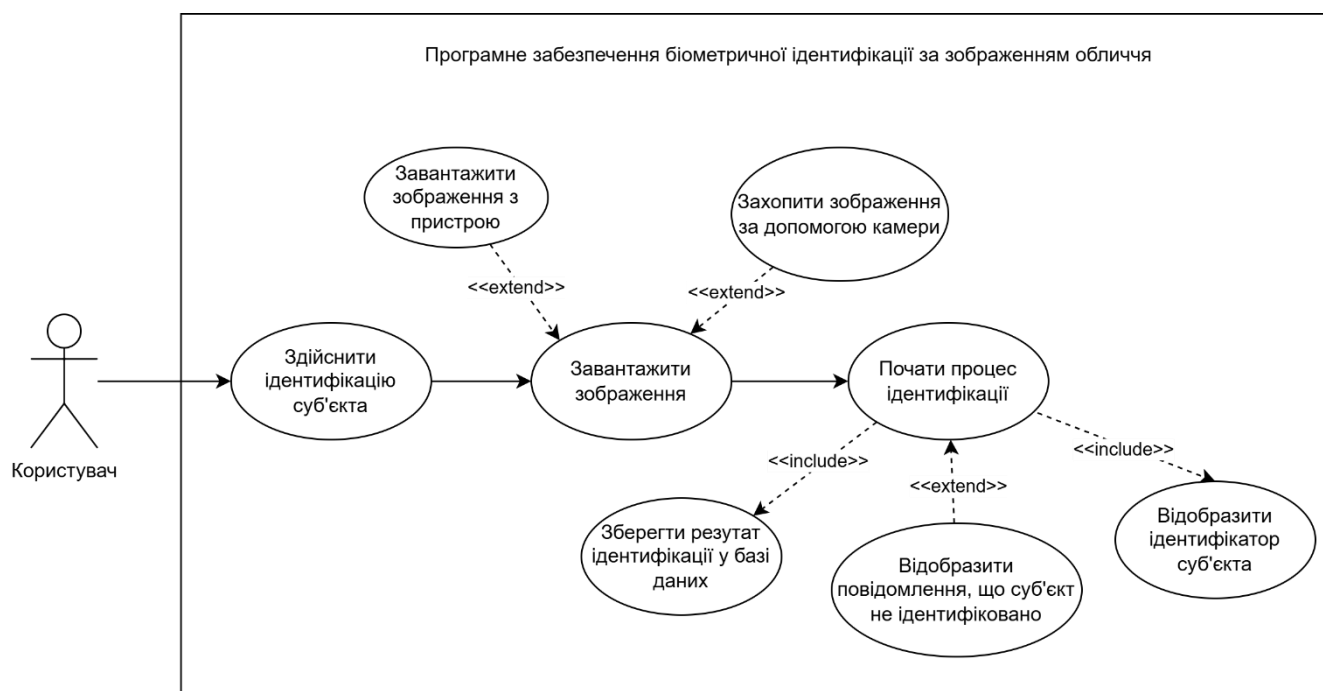 Програмне забезпечення біометричної ідентифікації за зображенням обличчя
Завантажити
зображення з
пристрою
Захопити зображення
за допомогою камери
<<extend>>
<<extend>>
Здійснити
ідентифікацію
суб'єкта
Завантажити
зображення
Почати процес
ідентифікації
Користувач
<<include>>
<<extend>>
<<include>>
Зберегти резутат
ідентифікації у базі
даних
Відобразити
повідомлення, що суб'єкт
не ідентифіковано
Відобразити
ідентифікатор
суб'єкта